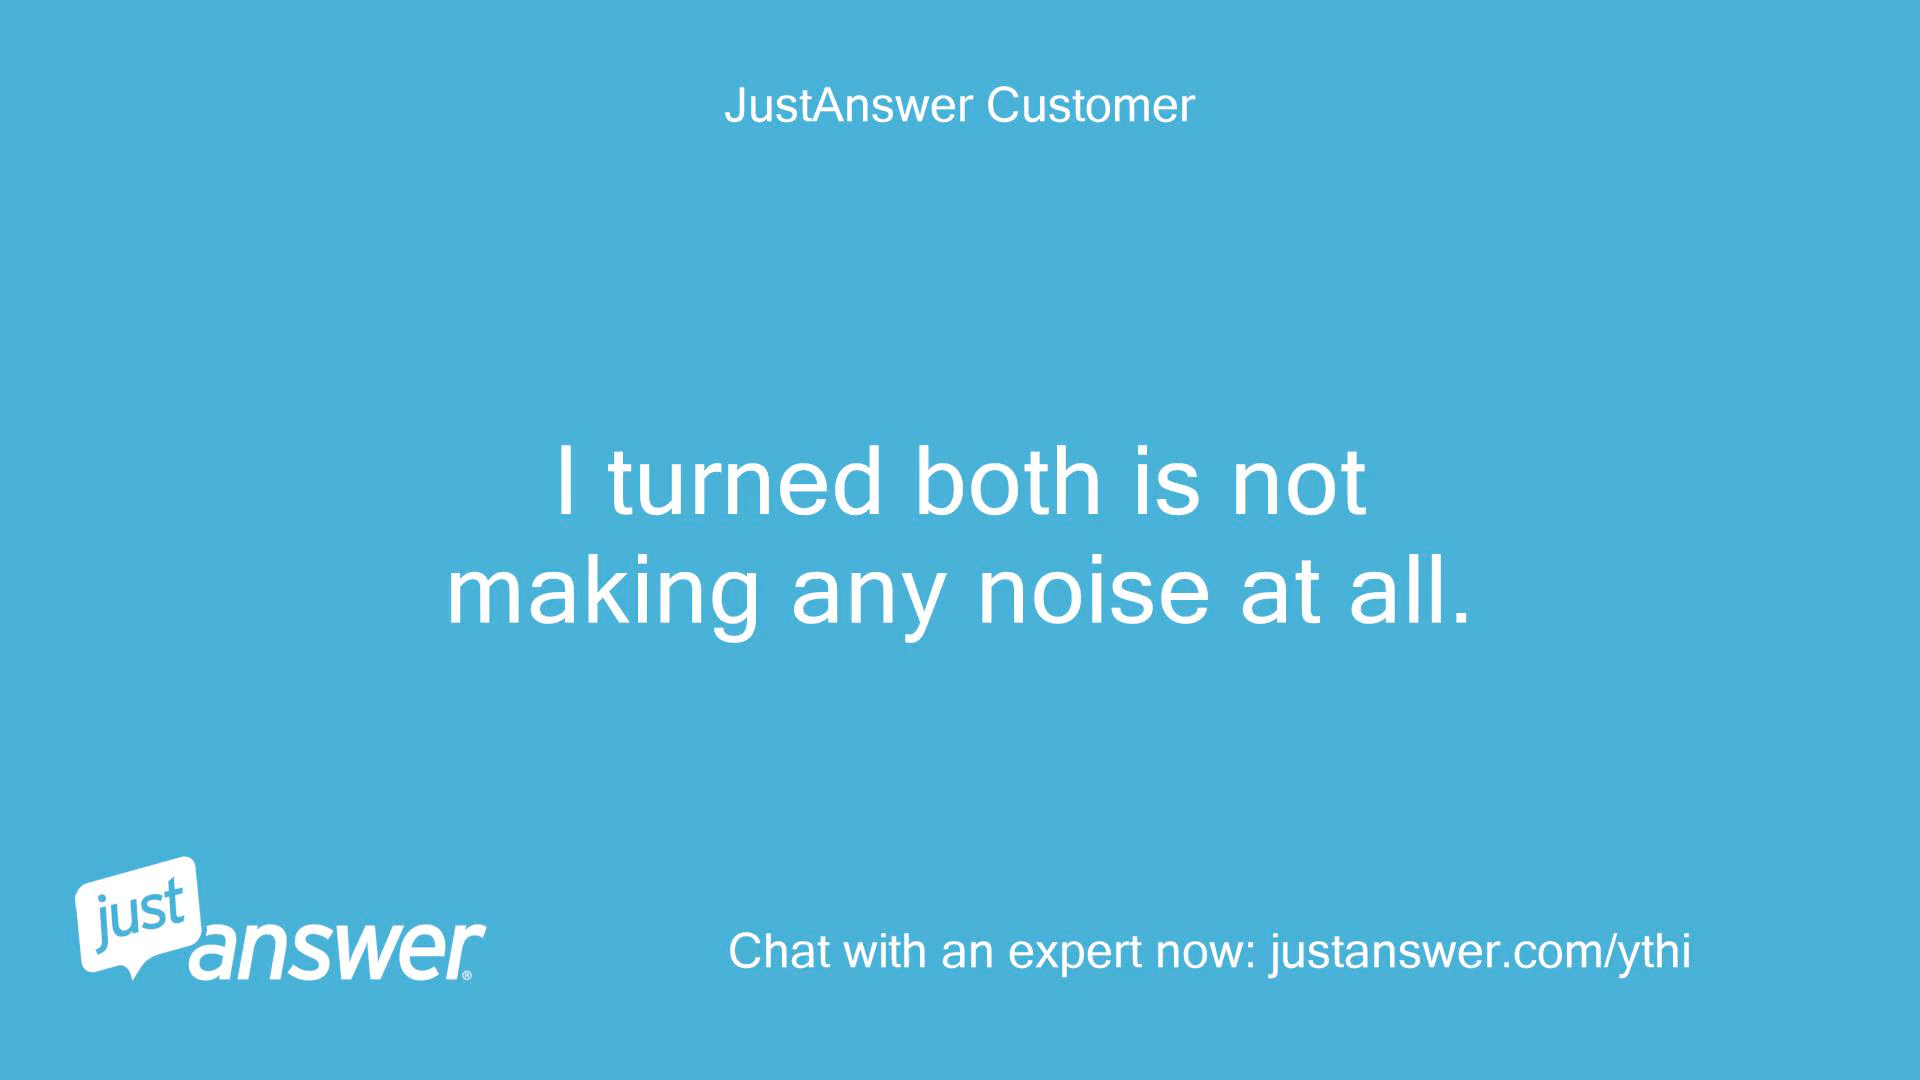 JustAnswer Customer
I turned both is not
making any noise at all.
just
answer®
Chat with an expert now: justanswer.com/ythi